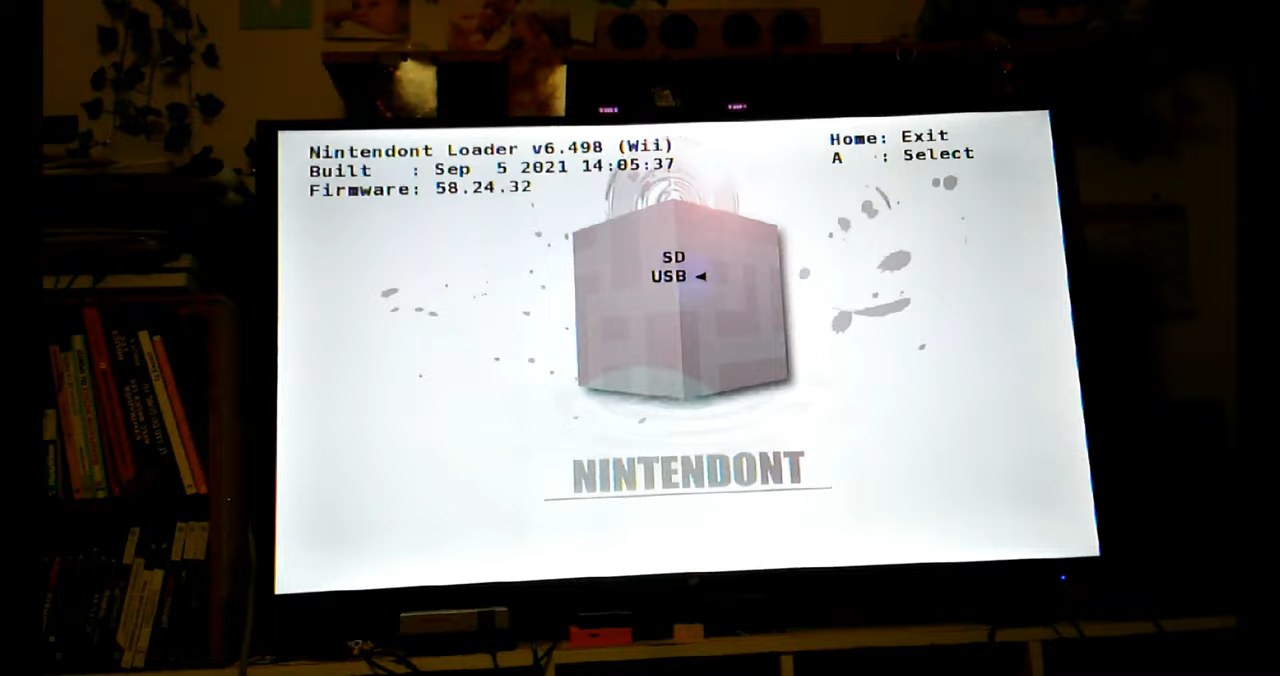 Nintendont Loader v6.498 (Wii)
Built   : Sep  5 2021 14:05:37
Firmware: 58.24.32
Home: Exit
A   : Select
SD
USB ◄
NINTENDONT